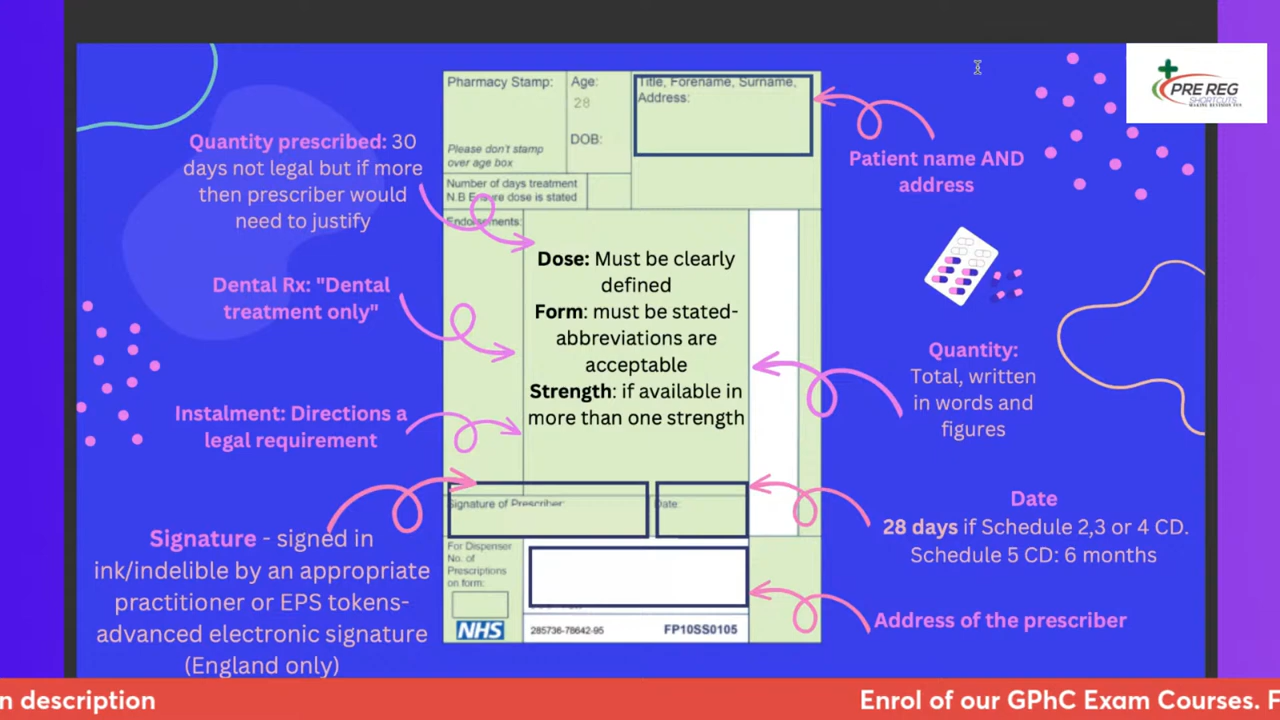 PRE REG
SHORTCUTS
MAKING REVISION FUN
Pharmacy Stamp:
Age:
28
DOB:
Please don't stamp
over age box
Title, Forename, Surname,
Address:
Number of days treatment
N.B Ensure dose is stated
Endorsements:
Quantity prescribed: 30
days not legal but if more
then prescriber would
need to justify
Dental Rx: "Dental
treatment only"
Instalment: Directions a
legal requirement
Signature - signed in
ink/indelible by an appropriate
practitioner or EPS tokens-
advanced electronic signature
(England only)
Dose: Must be clearly
defined
Form: must be stated-
abbreviations are
acceptable
Strength: if available in
more than one strength
Signature of Prescriber:
Date:
For Dispenser
No. of
Prescriptions
on form:
NHS
285736-78642-95
FP10SS0105
Patient name AND
address
Quantity:
Total, written
in words and
figures
Date
28 days if Schedule 2,3 or 4 CD.
Schedule 5 CD: 6 months
Address of the prescriber
n description
Enrol of our GPhC Exam Courses. F